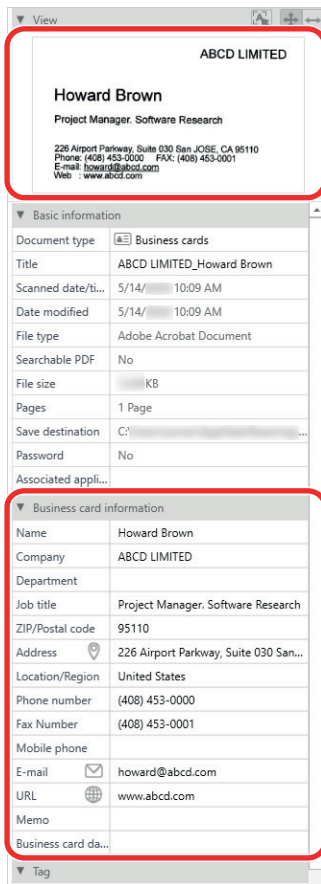 View
ABCD LIMITED
Howard Brown
Project Manager. Software Research
226 Airport Parkway, Suite 030 San JOSE, CA 95110
Phone: (408) 453-0000 FAX: (408) 453-0001
E-mail: howard@abcd.com
Web : www.abcd.com
Basic information
Document type Business cards
Title ABCD LIMITED_Howard Brown
Scanned date/ti... 5/14/ 10:09 AM
Date modified 5/14/ 10:09 AM
File type Adobe Acrobat Document
Searchable PDF No
File size KB
Pages 1 Page
Save destination C:\ ...
Password No
Associated appli...
Business card information
Name Howard Brown
Company ABCD LIMITED
Department
Job title Project Manager. Software Research
ZIP/Postal code 95110
Address 226 Airport Parkway, Suite 030 San...
Location/Region United States
Phone number (408) 453-0000
Fax Number (408) 453-0001
Mobile phone
E-mail howard@abcd.com
URL www.abcd.com
Memo
Business card da...
Tag